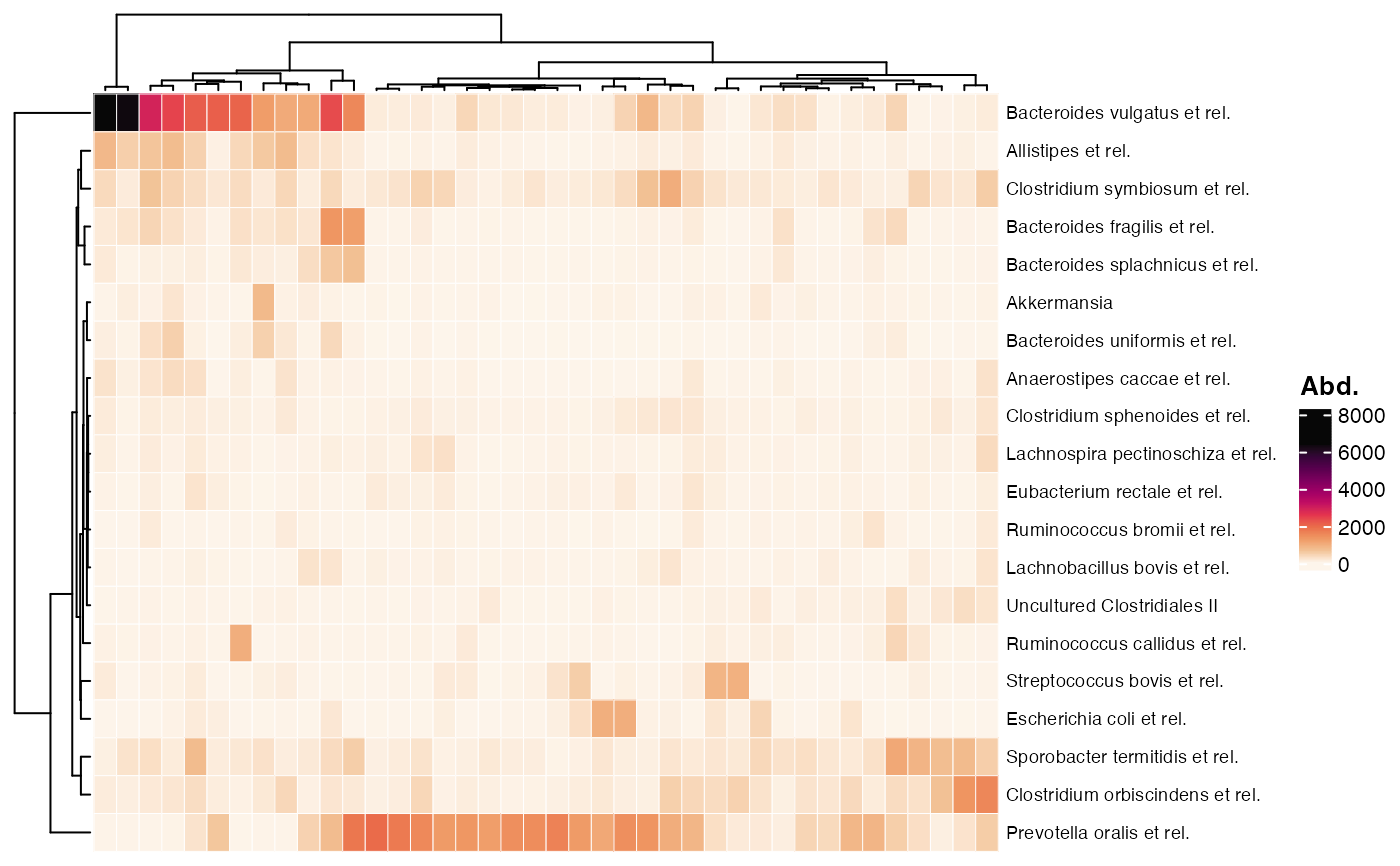 Bacteroides vulgatus et rel.
Allistipes et rel.
Clostridium symbiosum et rel.
Bacteroides fragilis et rel.
Bacteroides splachnicus et rel.
Akkermansia
Bacteroides uniformis et rel.
Anaerostipes caccae et rel.
Clostridium sphenoides et rel.
Lachnospira pectinoschiza et rel.
Eubacterium rectale et rel.
Ruminococcus bromii et rel.
Lachnobacillus bovis et rel.
Uncultured Clostridiales II
Ruminococcus callidus et rel.
Streptococcus bovis et rel.
Escherichia coli et rel.
Sporobacter termitidis et rel.
Clostridium orbiscindens et rel.
Prevotella oralis et rel.
Abd.
8000
6000
4000
2000
0